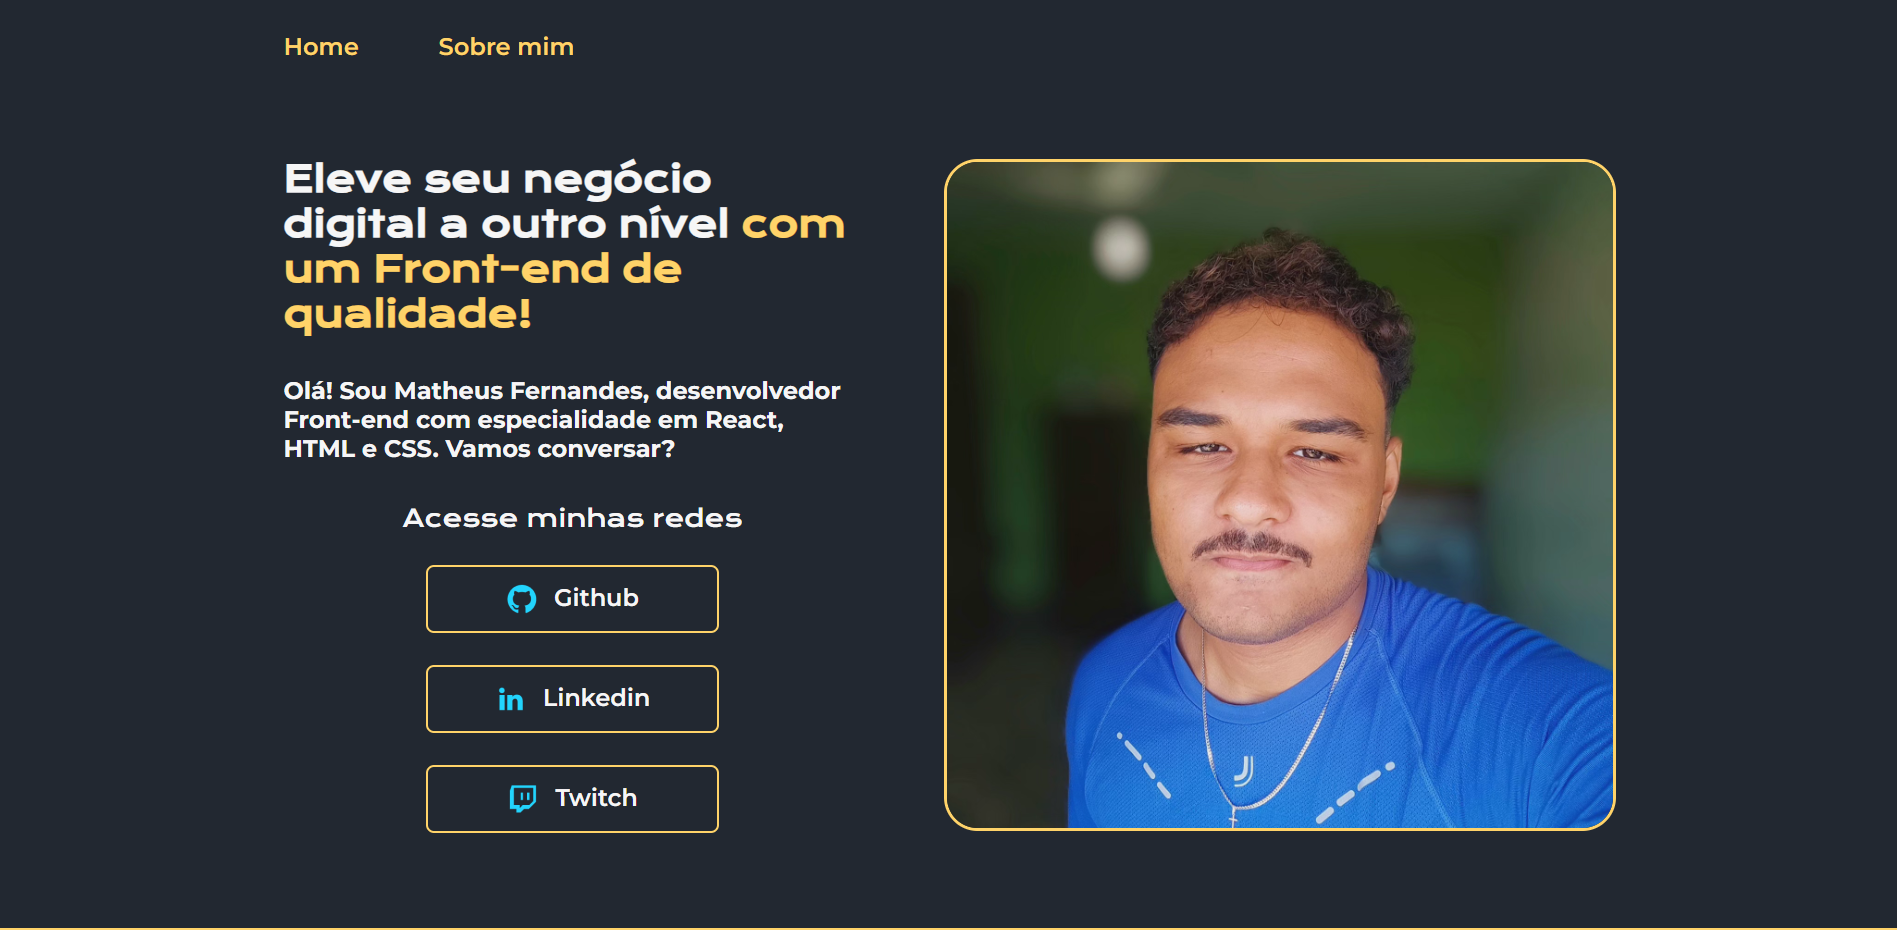 Home
Sobre mim
Eleve seu negócio
digital a outro nível com
um Front-end de
qualidade!
Olá! Sou Matheus Fernandes, desenvolvedor
Front-end com especialidade em React,
HTML e CSS. Vamos conversar?
Acesse minhas redes
Github
Linkedin
Twitch